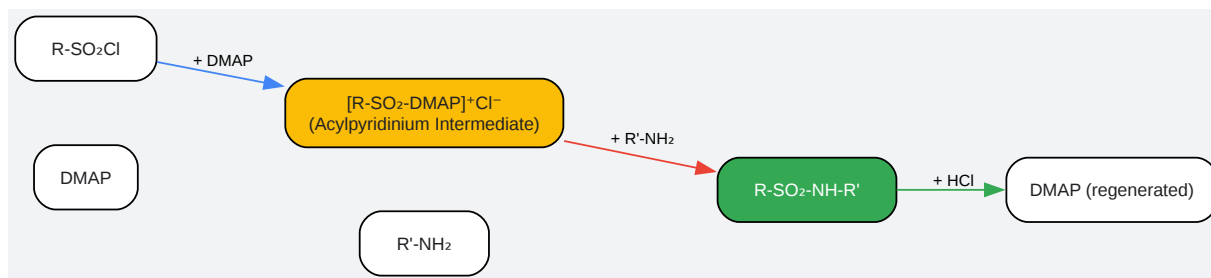 R-SO₂Cl
+ DMAP
[R-SO₂-DMAP]⁺Cl⁻
(Acylpyridinium Intermediate)
+ R'-NH₂
DMAP
R-SO₂-NH-R'
+ HCl
DMAP (regenerated)
R'-NH₂